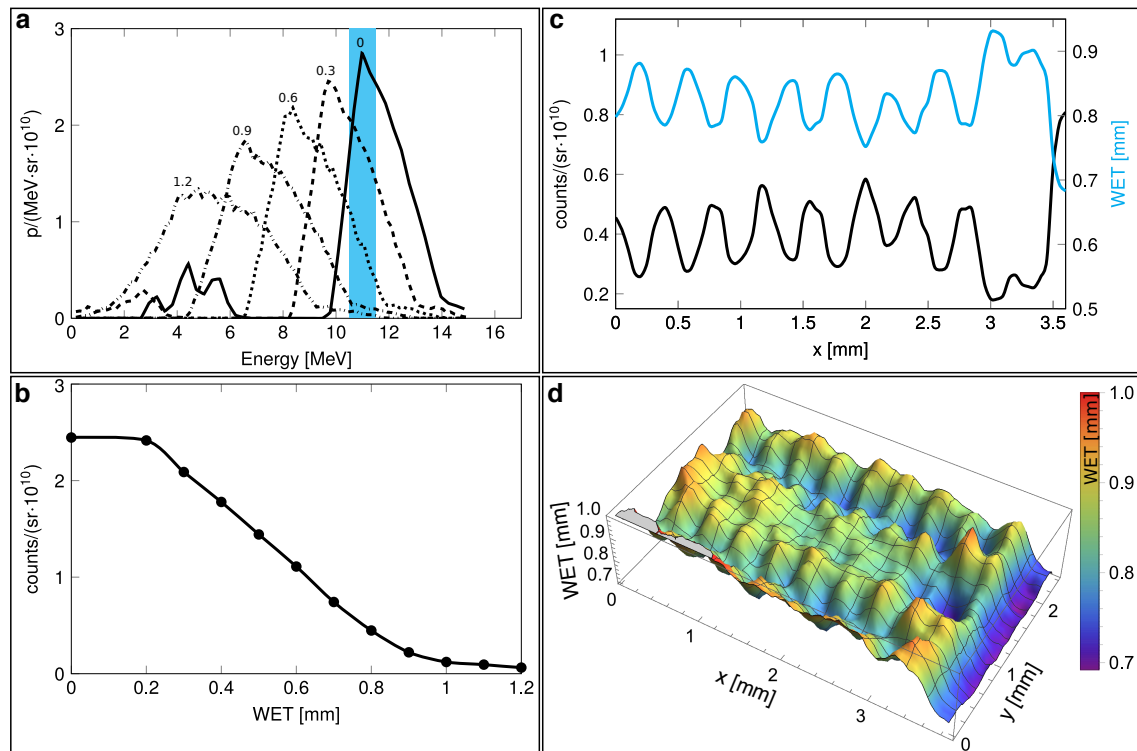 a
3
2
1
0
p/(MeV·sr·10¹⁰)
0
0.3
0.6
0.9
1.2
0 2 4 6 8 10 12 14 16
Energy [MeV]
b
3
2
1
0
counts/(sr·10¹⁰)
0 0.2 0.4 0.6 0.8 1 1.2
WET [mm]
c
1
0.8
0.6
0.4
0.2
counts/(sr·10¹⁰)
0.9
0.8
0.7
0.6
0.5
WET [mm]
0 0.5 1 1.5 2 2.5 3 3.5
x [mm]
d
WET [mm]
1.0
0.9
0.8
0.7
0
1
2
3
x [mm]
0
1
2
y [mm]
WET [mm]
1.0
0.9
0.8
0.7